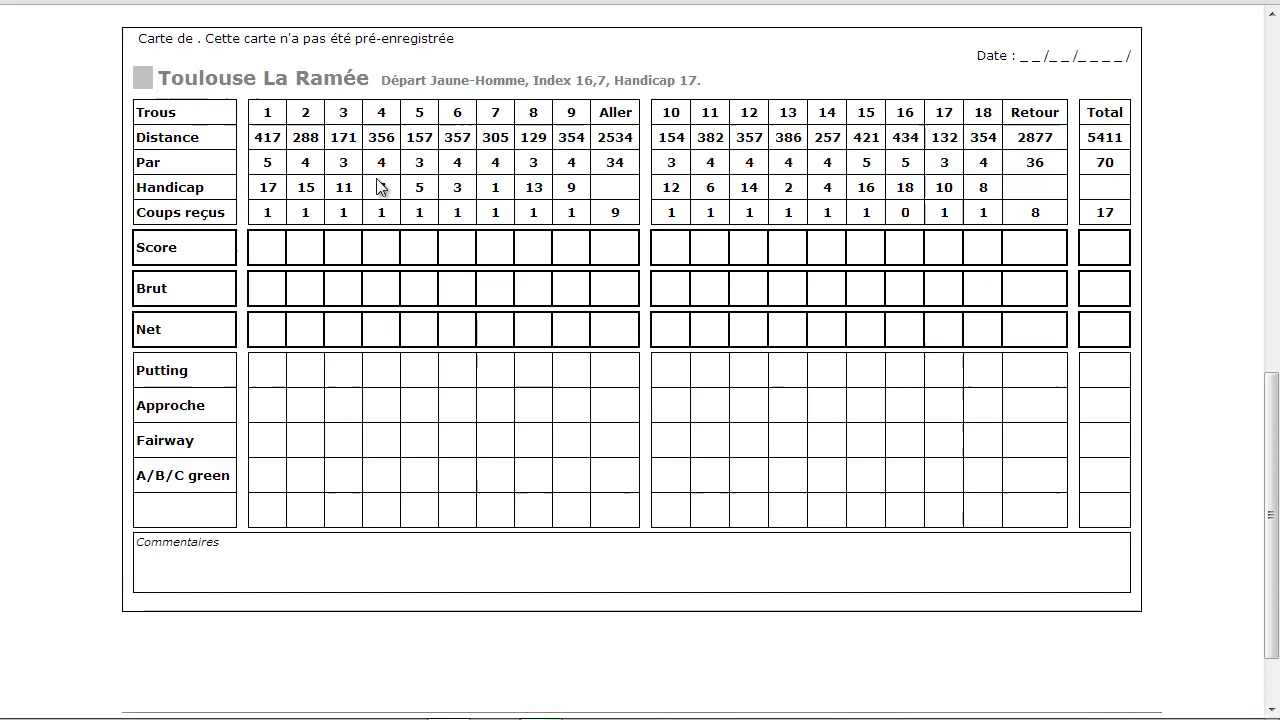 Carte de . Cette carte n'a pas été pré-enregistrée
Date : _ _ /_ _ /_ _ _ _ /
Toulouse La Ramée Départ Jaune-Homme, Index 16,7, Handicap 17.
Trous 1 2 3 4 5 6 7 8 9 Aller 10 11 12 13 14 15 16 17 18 Retour Total
Distance 417 288 171 356 157 357 305 129 354 2534 154 382 357 386 257 421 434 132 354 2877 5411
Par 5 4 3 4 3 4 4 3 4 34 3 4 4 4 4 5 5 3 4 36 70
Handicap 17 15 11 5 3 1 13 9 12 6 14 2 4 16 18 10 8
Coups reçus 1 1 1 1 1 1 1 1 1 9 1 1 1 1 1 1 0 1 1 8 17
Score
Brut
Net
Putting
Approche
Fairway
A/B/C green
Commentaires